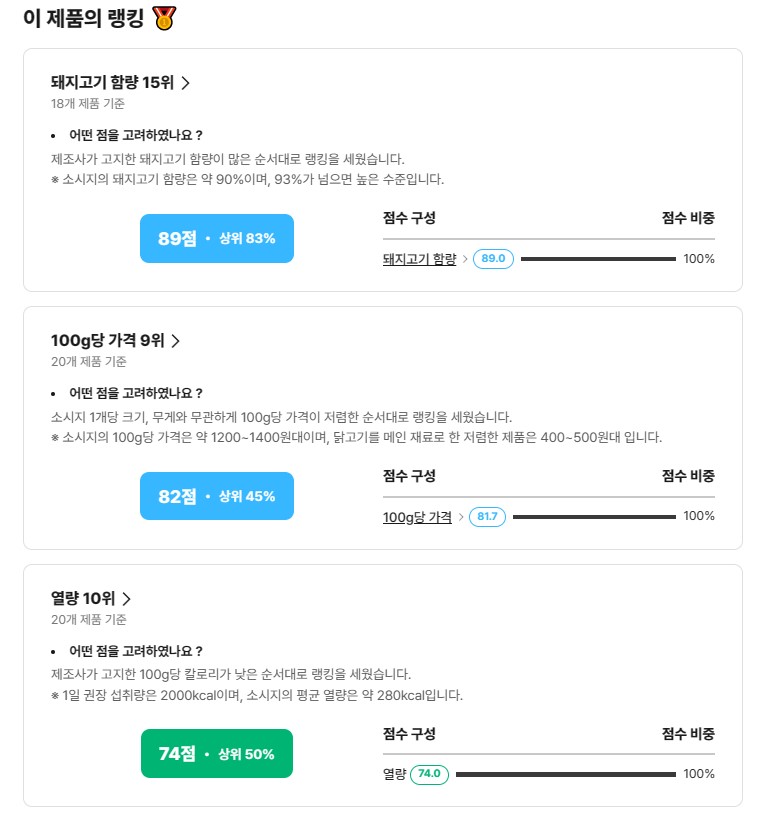 이 제품의 랭킹 🏅
돼지고기 함량 15위 >
18개 제품 기준
• 어떤 점을 고려하였나요 ?
제조사가 고지한 돼지고기 함량이 많은 순서대로 랭킹을 세웠습니다.
※ 소시지의 돼지고기 함량은 약 90%이며, 93%가 넘으면 높은 수준입니다.
점수 구성 점수 비중
89점 • 상위 83%
돼지고기 함량 > 89.0 100%
100g당 가격 9위 >
20개 제품 기준
• 어떤 점을 고려하였나요 ?
소시지 1개당 크기, 무게와 무관하게 100g당 가격이 저렴한 순서대로 랭킹을 세웠습니다.
※ 소시지의 100g당 가격은 약 1200~1400원대이며, 닭고기를 메인 재료로 한 저렴한 제품은 400~500원대 입니다.
점수 구성 점수 비중
82점 • 상위 45%
100g당 가격 > 81.7 100%
열량 10위 >
20개 제품 기준
• 어떤 점을 고려하였나요 ?
제조사가 고지한 100g당 칼로리가 낮은 순서대로 랭킹을 세웠습니다.
※ 1일 권장 섭취량은 2000kcal이며, 소시지의 평균 열량은 약 280kcal입니다.
점수 구성 점수 비중
74점 • 상위 50%
열량 74.0 100%